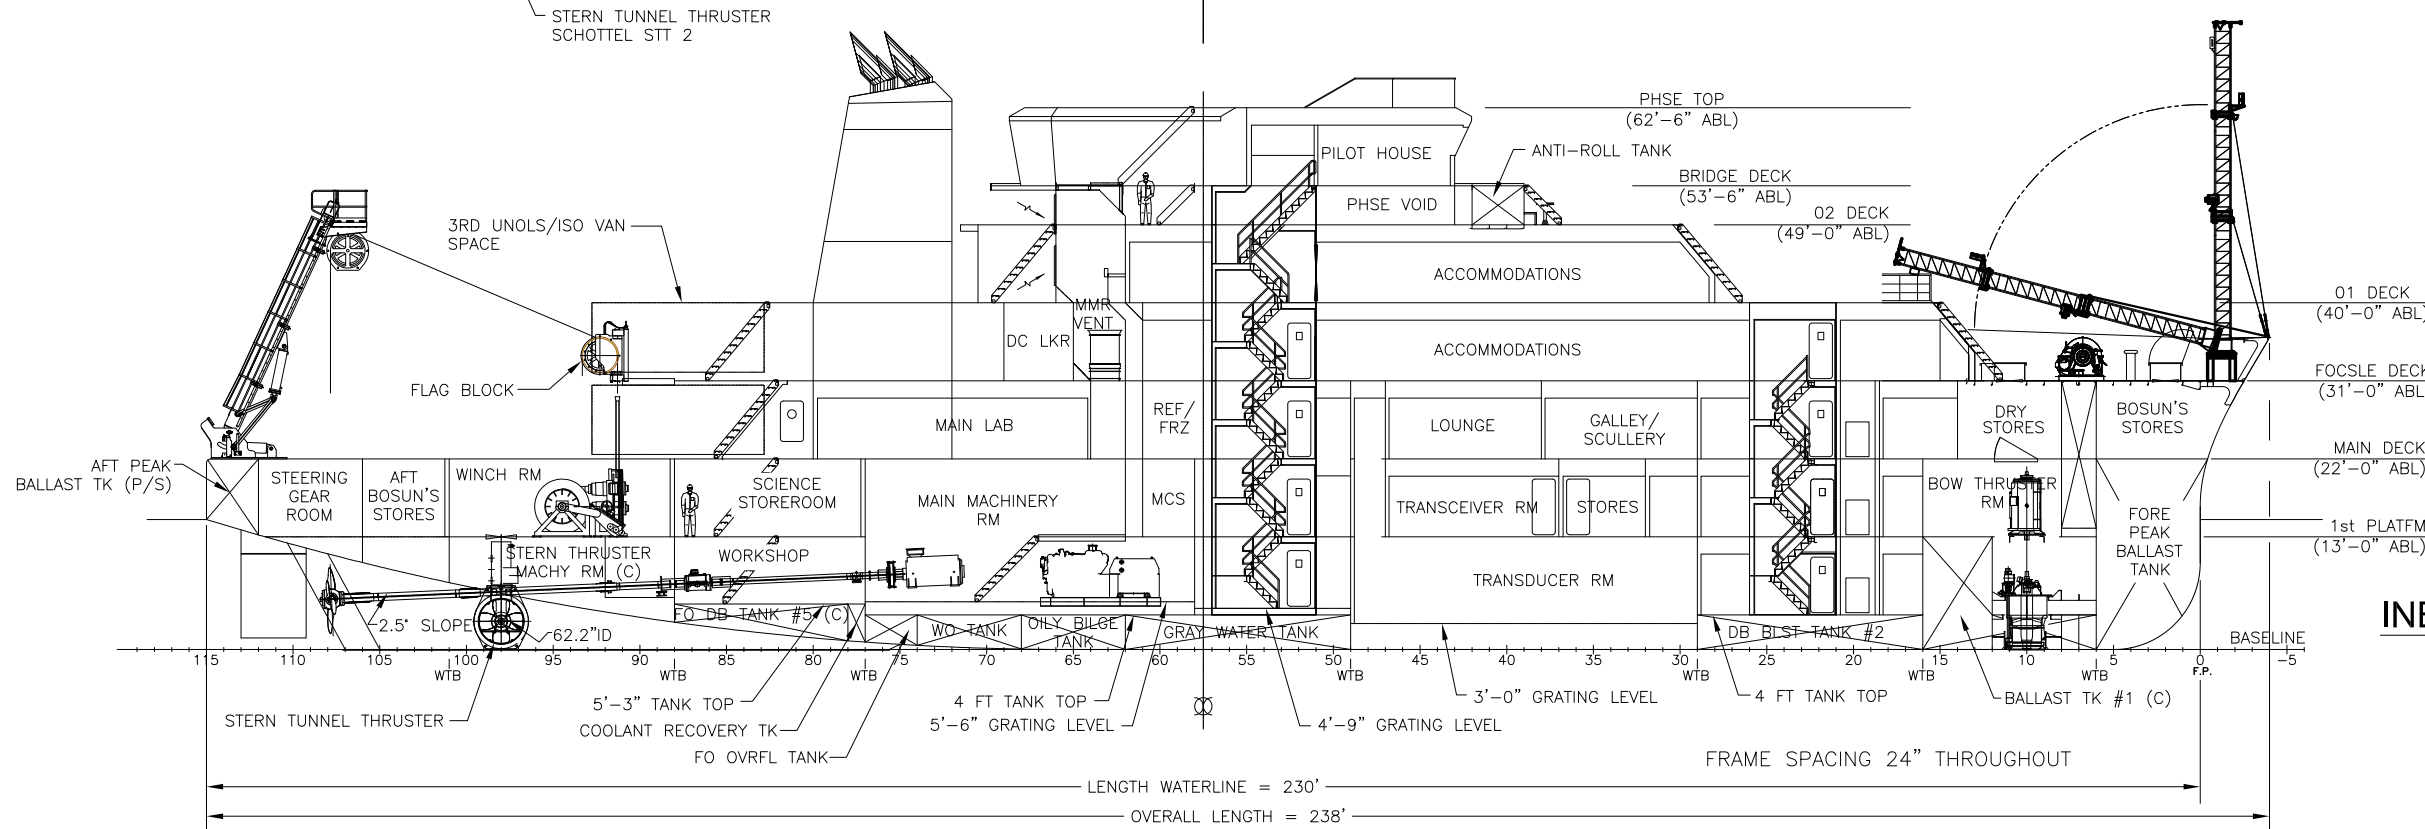 STERN TUNNEL THRUSTER
SCHOTTEL STT 2
PHSE TOP
(62'-6" ABL)
PILOT HOUSE
ANTI-ROLL TANK
BRIDGE DECK
(53'-6" ABL)
PHSE VOID
02 DECK
(49'-0" ABL)
3RD UNOLS/ISO VAN
SPACE
ACCOMMODATIONS
01 DECK
(40'-0" ABL)
MMR
VENT
DC LKR
ACCOMMODATIONS
FLAG BLOCK
FOCSLE DECK
(31'-0" ABL
MAIN LAB
REF/
FRZ
LOUNGE
GALLEY/
SCULLERY
DRY
STORES
BOSUN'S
STORES
MAIN DECK
(22'-0" ABL)
AFT PEAK
BALLAST TK (P/S)
STEERING
GEAR
ROOM
AFT
BOSUN'S
STORES
WINCH RM
SCIENCE
STOREROOM
MAIN MACHINERY
RM
MCS
TRANSCEIVER RM
STORES
BOW THRUSTER
RM
FORE
PEAK
BALLAST
TANK
1st PLATFM
(13'-0" ABL)
STERN THRUSTER
MACHY RM (C)
WORKSHOP
TRANSDUCER RM
2.5° SLOPE
62.2"ID
FO DB TANK #5 (C)
WO TANK
OILY BILGE
TANK
GRAY WATER TANK
DB BLST TANK #2
BASELINE
115 110 105 100 95 90 85 80 75 70 65 60 55 50 45 40 35 30 25 20 15 10 5 0 -5
WTB WTB WTB WTB WTB WTB WTB F.P.
5'-3" TANK TOP
4 FT TANK TOP
3'-0" GRATING LEVEL
4 FT TANK TOP
BALLAST TK #1 (C)
STERN TUNNEL THRUSTER
COOLANT RECOVERY TK
5'-6" GRATING LEVEL
4'-9" GRATING LEVEL
FO OVRFL TANK
FRAME SPACING 24" THROUGHOUT
LENGTH WATERLINE = 230'
OVERALL LENGTH = 238'